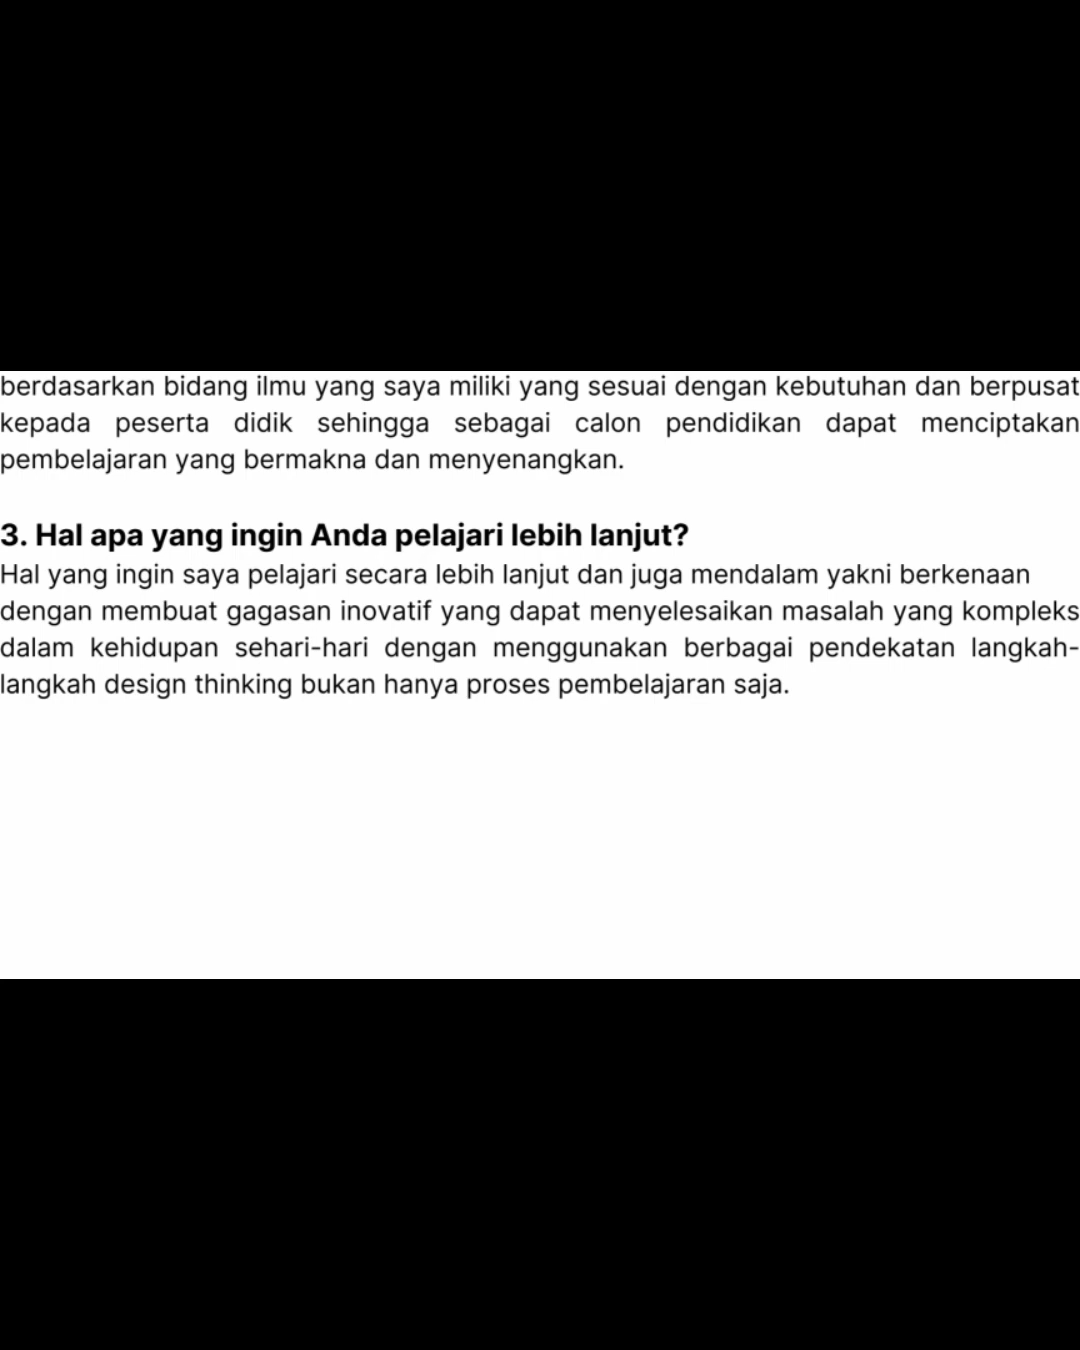 berdasarkan bidang ilmu yang saya miliki yang sesuai dengan kebutuhan dan berpusat
kepada peserta didik sehingga sebagai calon pendidikan dapat menciptakan
pembelajaran yang bermakna dan menyenangkan.
3. Hal apa yang ingin Anda pelajari lebih lanjut?
Hal yang ingin saya pelajari secara lebih lanjut dan juga mendalam yakni berkenaan
dengan membuat gagasan inovatif yang dapat menyelesaikan masalah yang kompleks
dalam kehidupan sehari-hari dengan menggunakan berbagai pendekatan langkah-
langkah design thinking bukan hanya proses pembelajaran saja.